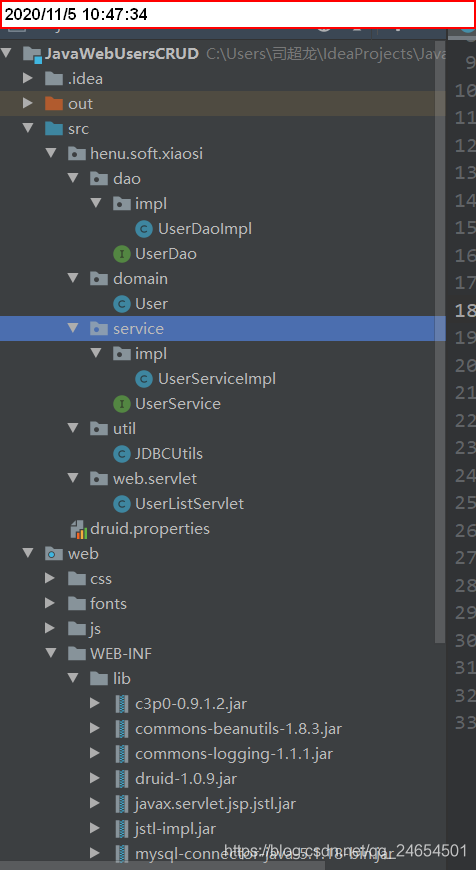 2020/11/5 10:47:34
JavaWebUsersCRUD C:\Users\司超龙\IdeaProjects\Java
9
.idea
10
out
11
src
12
henu.soft.xiaosi
13
dao
14
impl
15
UserDaoImpl
16
UserDao
17
domain
18
User
19
service
20
impl
21
UserServiceImpl
22
UserService
23
util
24
JDBCUtils
25
web.servlet
26
UserListServlet
27
druid.properties
28
web
29
css
30
fonts
31
js
32
WEB-INF
33
lib
c3p0-0.9.1.2.jar
commons-beanutils-1.8.3.jar
commons-logging-1.1.1.jar
druid-1.0.9.jar
javax.servlet.jsp.jstl.jar
jstl-impl.jar
mysql-connector-java-5.1.18-bin.jar
https://blog.csdn.net/qq_24654501